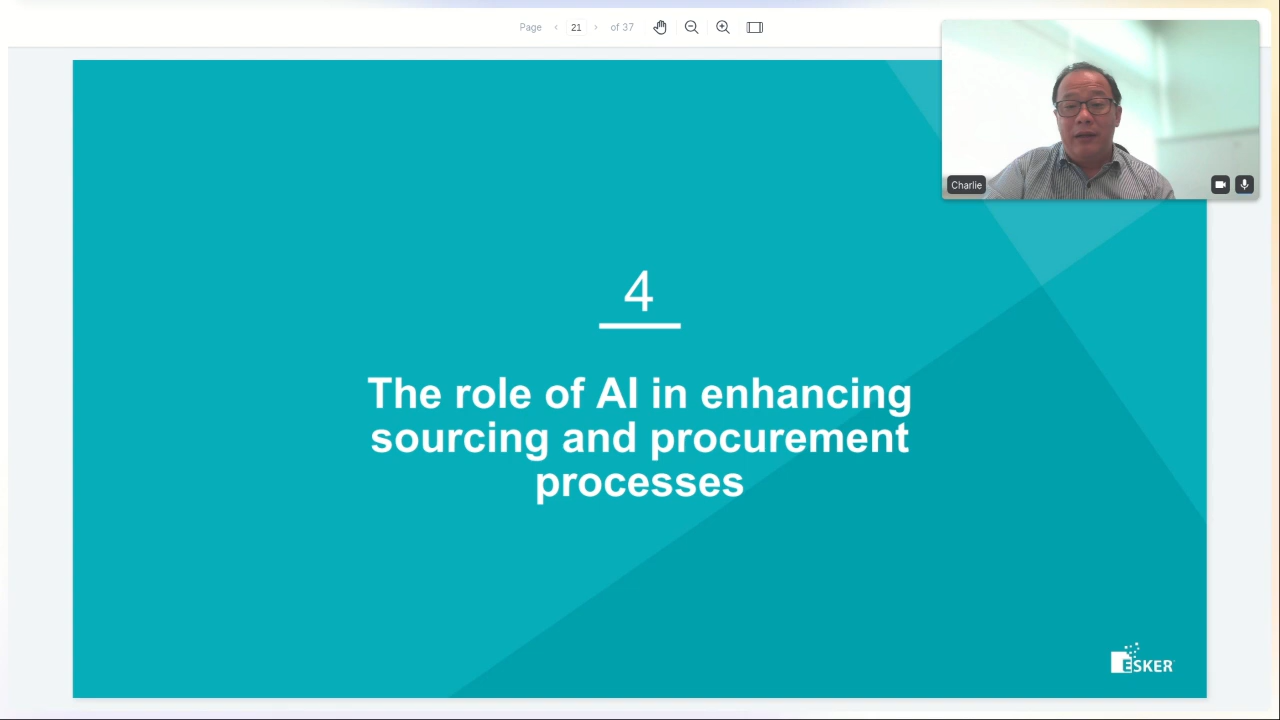 Page 21 of 37
Charlie
4
The role of AI in enhancing
sourcing and procurement
processes
ESKER